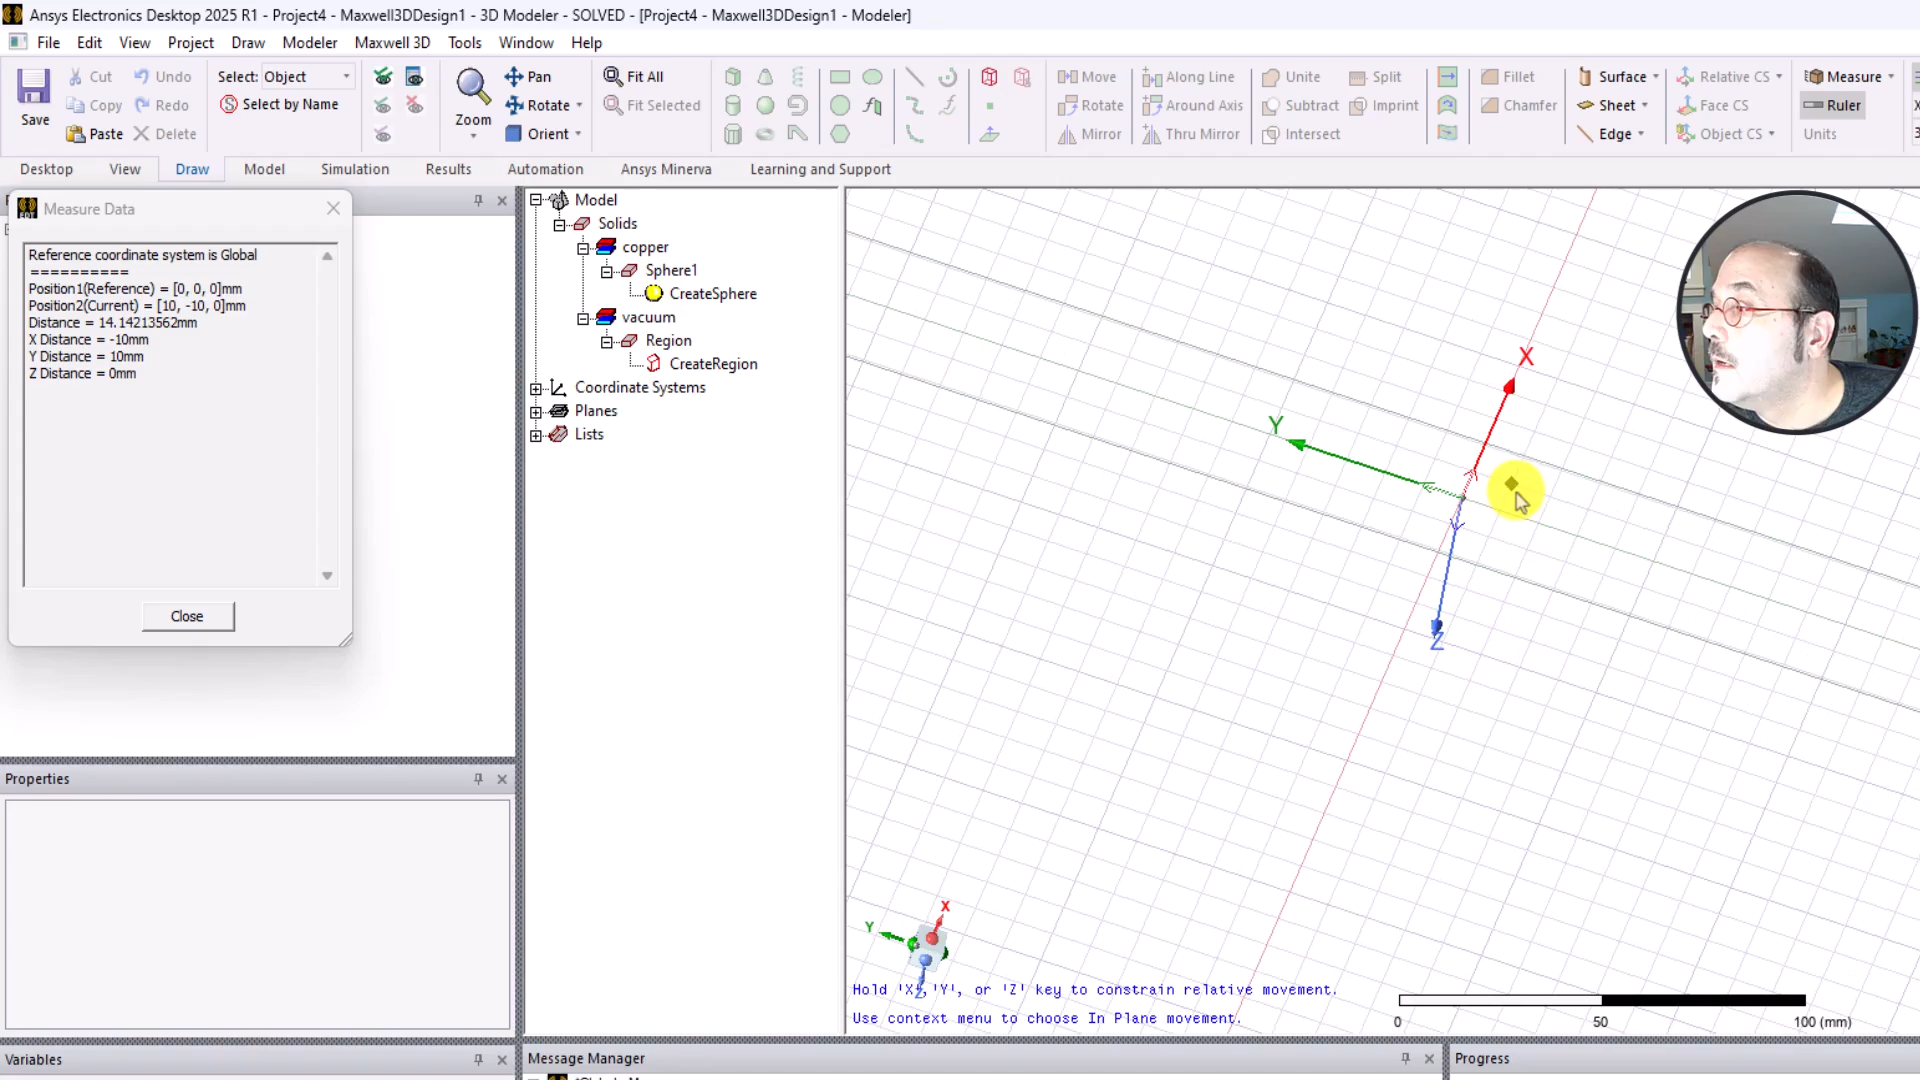 Ansys Electronics Desktop 2025 R1 - Project4 - Maxwell3DDesign1 - 3D Modeler - SOLVED - [Project4 - Maxwell3DDesign1 - Modeler]
File Edit View Project Draw Modeler Maxwell 3D Tools Window Help
Save
Cut Undo
Copy Redo
Paste Delete
Select: Object
Select by Name
Zoom
Pan
Rotate
Orient
Fit All
Fit Selected
Move
Rotate
Mirror
Along Line
Around Axis
Thru Mirror
Unite Split
Subtract Imprint
Intersect
Fillet
Chamfer
Surface
Sheet
Edge
Relative CS
Face CS
Object CS
Measure
Ruler
Units
Desktop View Draw Model Simulation Results Automation Ansys Minerva Learning and Support
Measure Data
Reference coordinate system is Global
==========
Position1(Reference) = [0, 0, 0]mm
Position2(Current) = [10, -10, 0]mm
Distance = 14.14213562mm
X Distance = -10mm
Y Distance = 10mm
Z Distance = 0mm
Close
Model
Solids
copper
Sphere1
CreateSphere
vacuum
Region
CreateRegion
Coordinate Systems
Planes
Lists
X
Y
Z
X
Y
Z
Hold 'X','Y', or 'Z' key to constrain relative movement.
Use context menu to choose In Plane movement.
0 50 100 (mm)
Properties
Variables
Message Manager
Progress